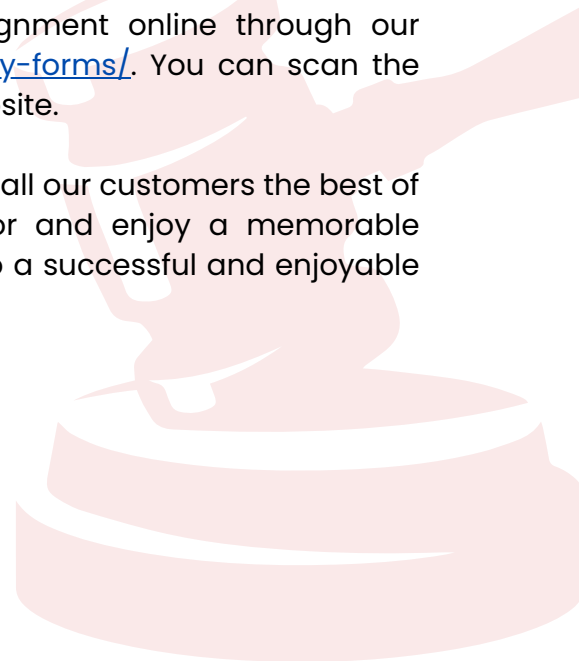 gnment online through our
y-forms/. You can scan the
site.
all our customers the best of
or and enjoy a memorable
a successful and enjoyable